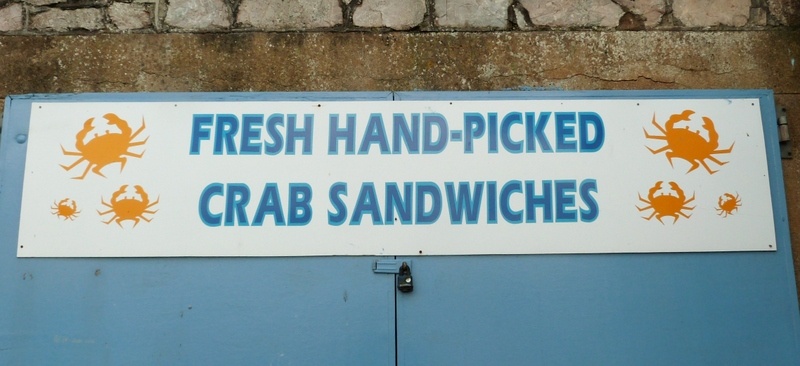 FRESH HAND-PICKED
CRAB SANDWICHES